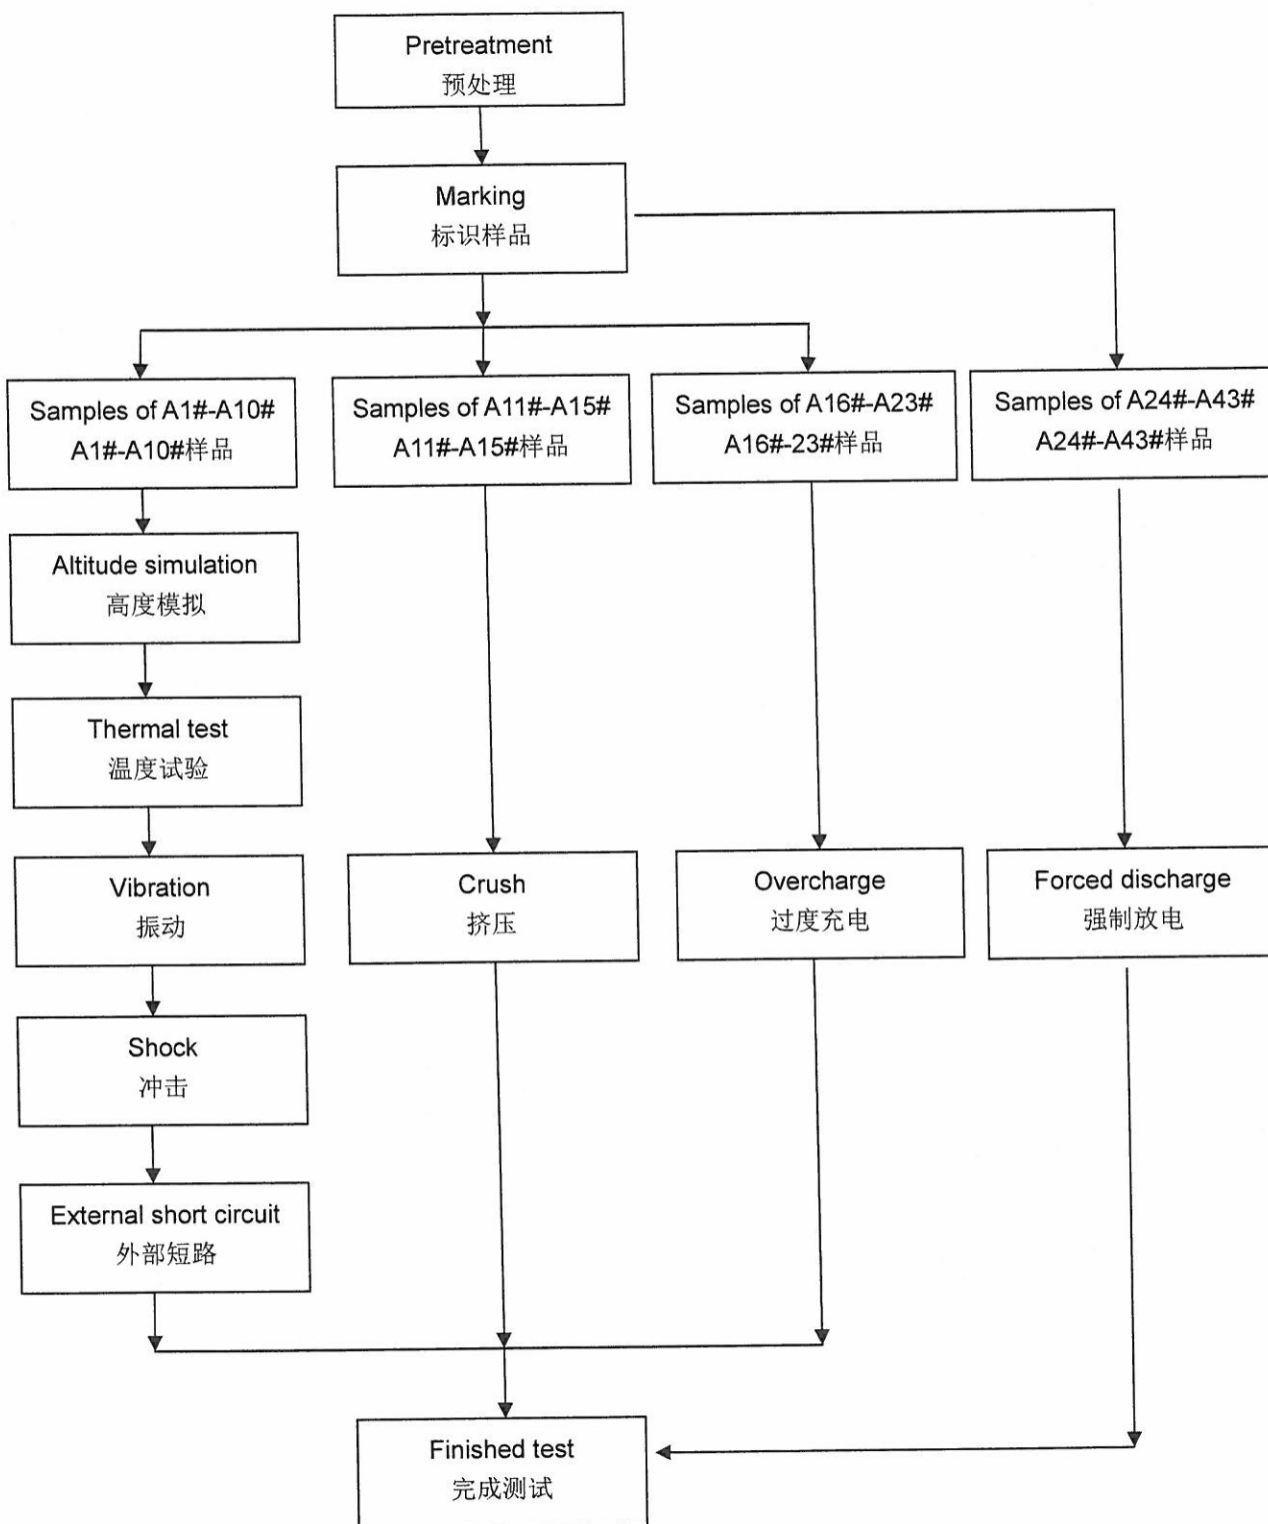 Pretreatment
预处理
Marking
标识样品
Samples of A1#-A10#
A1#-A10#样品
Samples of A11#-A15#
A11#-A15#样品
Samples of A16#-A23#
A16#-23#样品
Samples of A24#-A43#
A24#-A43#样品
Altitude simulation
高度模拟
Thermal test
温度试验
Vibration
振动
Crush
挤压
Overcharge
过度充电
Forced discharge
强制放电
Shock
冲击
External short circuit
外部短路
Finished test
完成测试